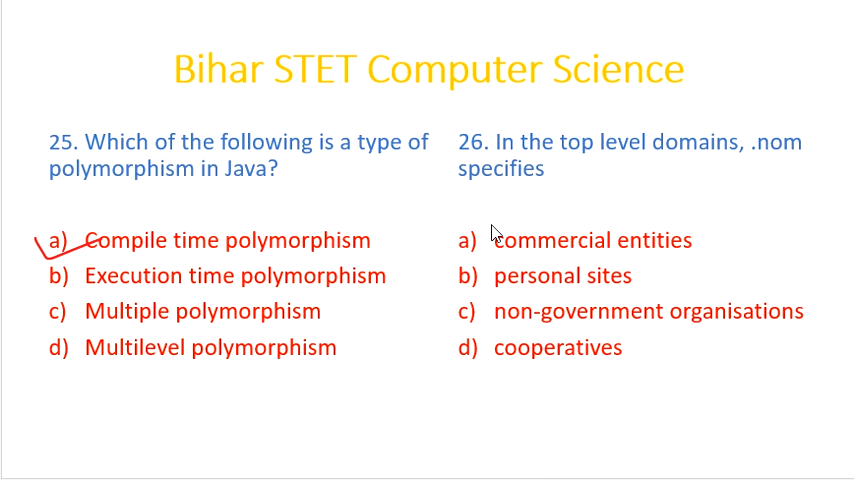 Bihar STET Computer Science
25. Which of the following is a type of
polymorphism in Java?
a) Compile time polymorphism
b) Execution time polymorphism
c) Multiple polymorphism
d) Multilevel polymorphism
26. In the top level domains, .nom
specifies
a) commercial entities
b) personal sites
c) non-government organisations
d) cooperatives